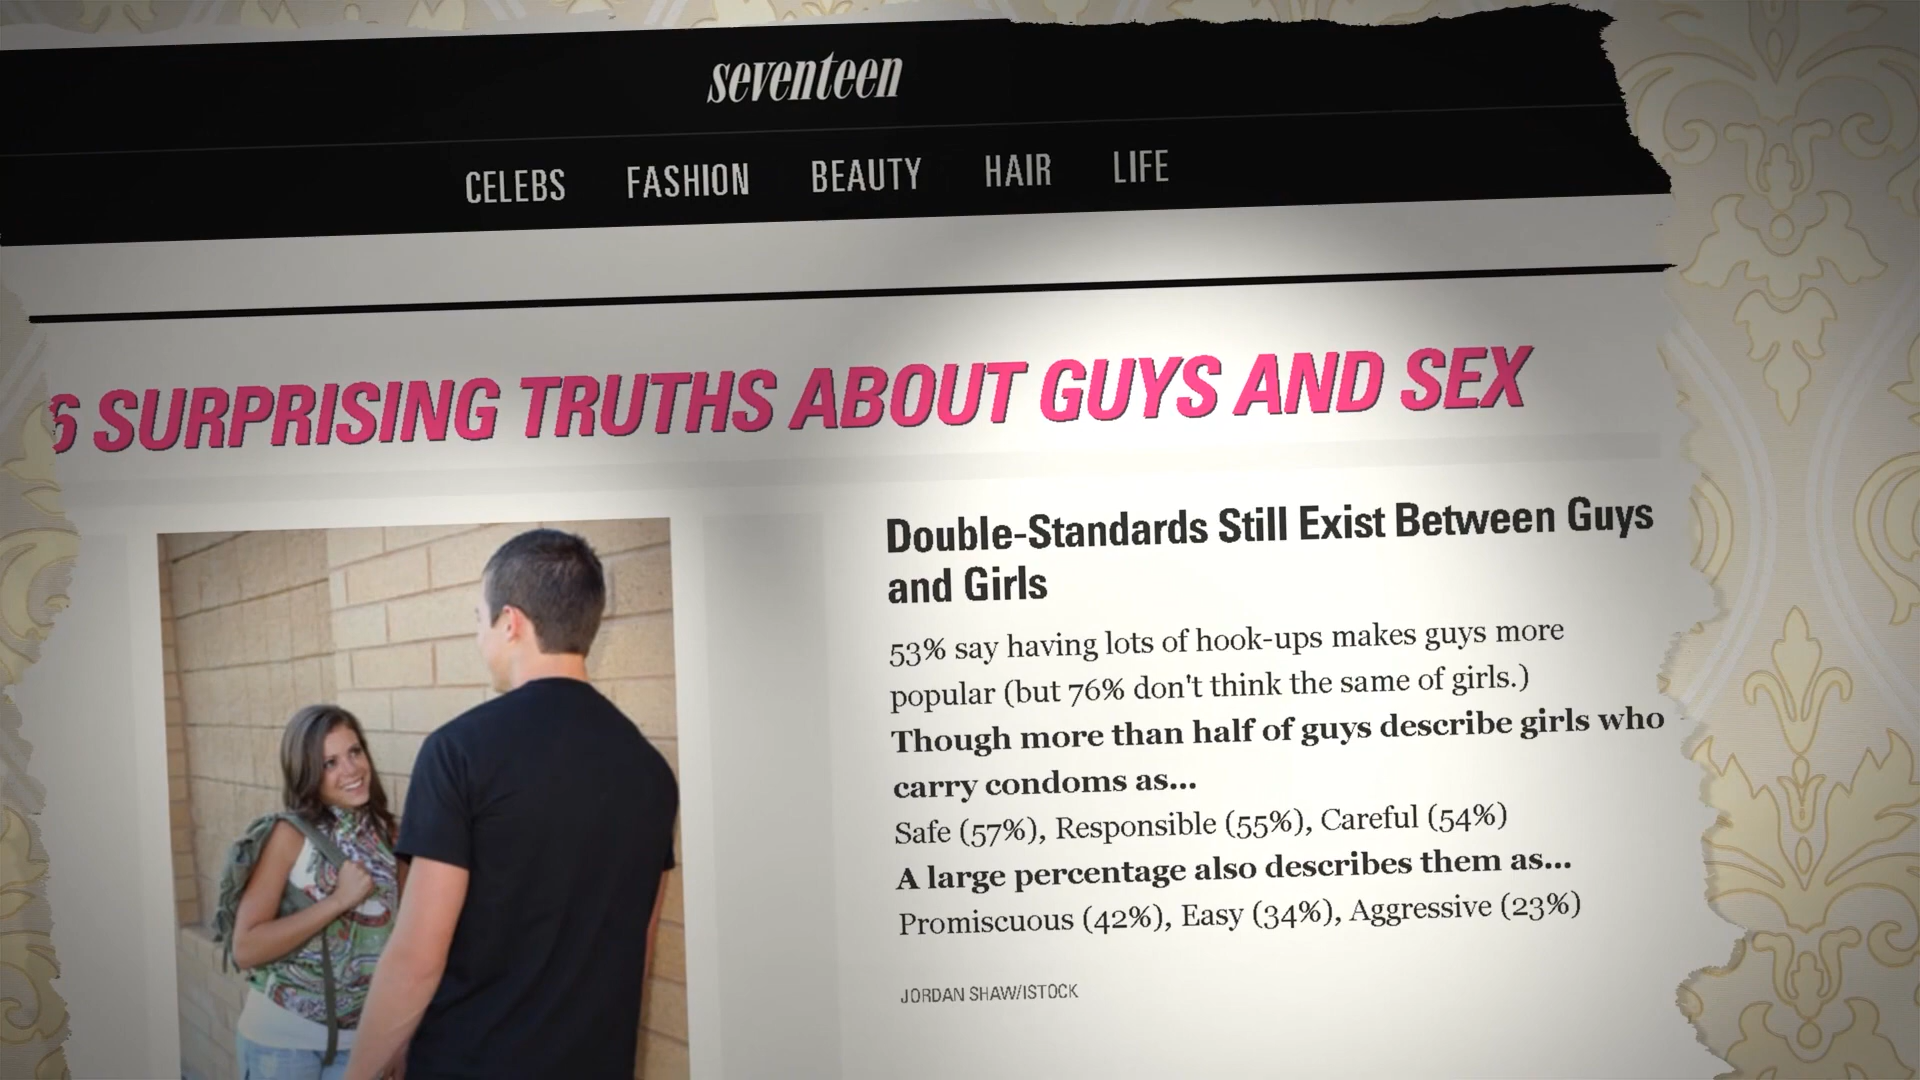 seventeen
CELEBS FASHION BEAUTY HAIR LIFE
6 SURPRISING TRUTHS ABOUT GUYS AND SEX
Double-Standards Still Exist Between Guys
and Girls
53% say having lots of hook-ups makes guys more
popular (but 76% don't think the same of girls.)
Though more than half of guys describe girls who
carry condoms as...
Safe (57%), Responsible (55%), Careful (54%)
A large percentage also describes them as...
Promiscuous (42%), Easy (34%), Aggressive (23%)
JORDAN SHAW/ISTOCK